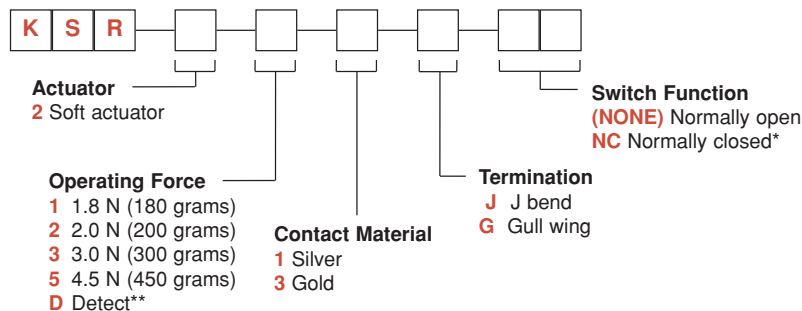 K S R
Actuator
2 Soft actuator
Operating Force
1 1.8 N (180 grams)
2 2.0 N (200 grams)
3 3.0 N (300 grams)
5 4.5 N (450 grams)
D Detect**
Contact Material
1 Silver
3 Gold
Termination
J J bend
G Gull wing
Switch Function
(NONE) Normally open
NC Normally closed*